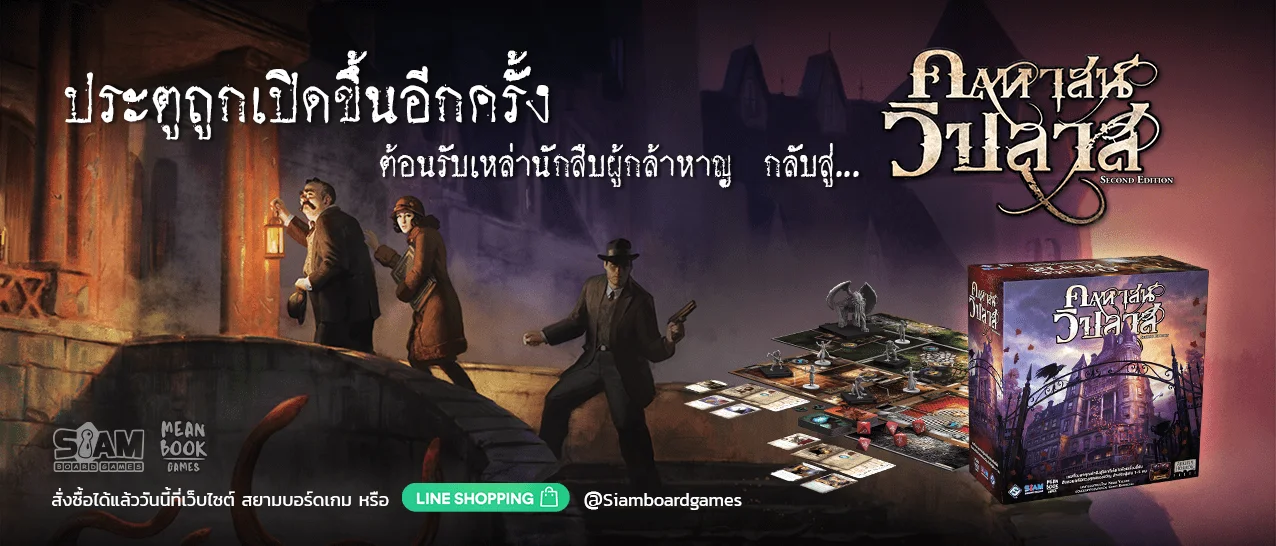 ประตูถูกเปิดขึ้นอีกครั้ง
ต้อนรับเหล่านักสืบผู้กล้าหาญ กลับสู่...
คฤหาสน์
วิปลาส
SECOND EDITION
คฤหาสน์
วิปลาส
SIAM
BOARD GAMES
MEAN
BOOK
GAMES
สั่งซื้อได้แล้ววันนี้ที่เว็บไซต์ สยามบอร์ดเกม หรือ LINE SHOPPING @Siamboardgames